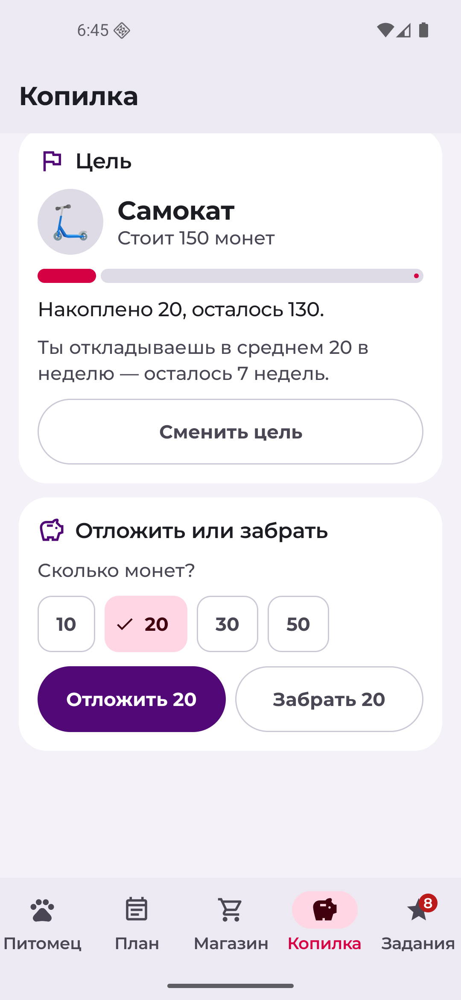 6:45
Копилка
Цель
Самокат
Стоит 150 монет
Накоплено 20, осталось 130.
Ты откладываешь в среднем 20 в
неделю — осталось 7 недель.
Сменить цель
Отложить или забрать
Сколько монет?
10
20
30
50
Отложить 20
Забрать 20
8
Питомец
План
Магазин
Копилка
Задания